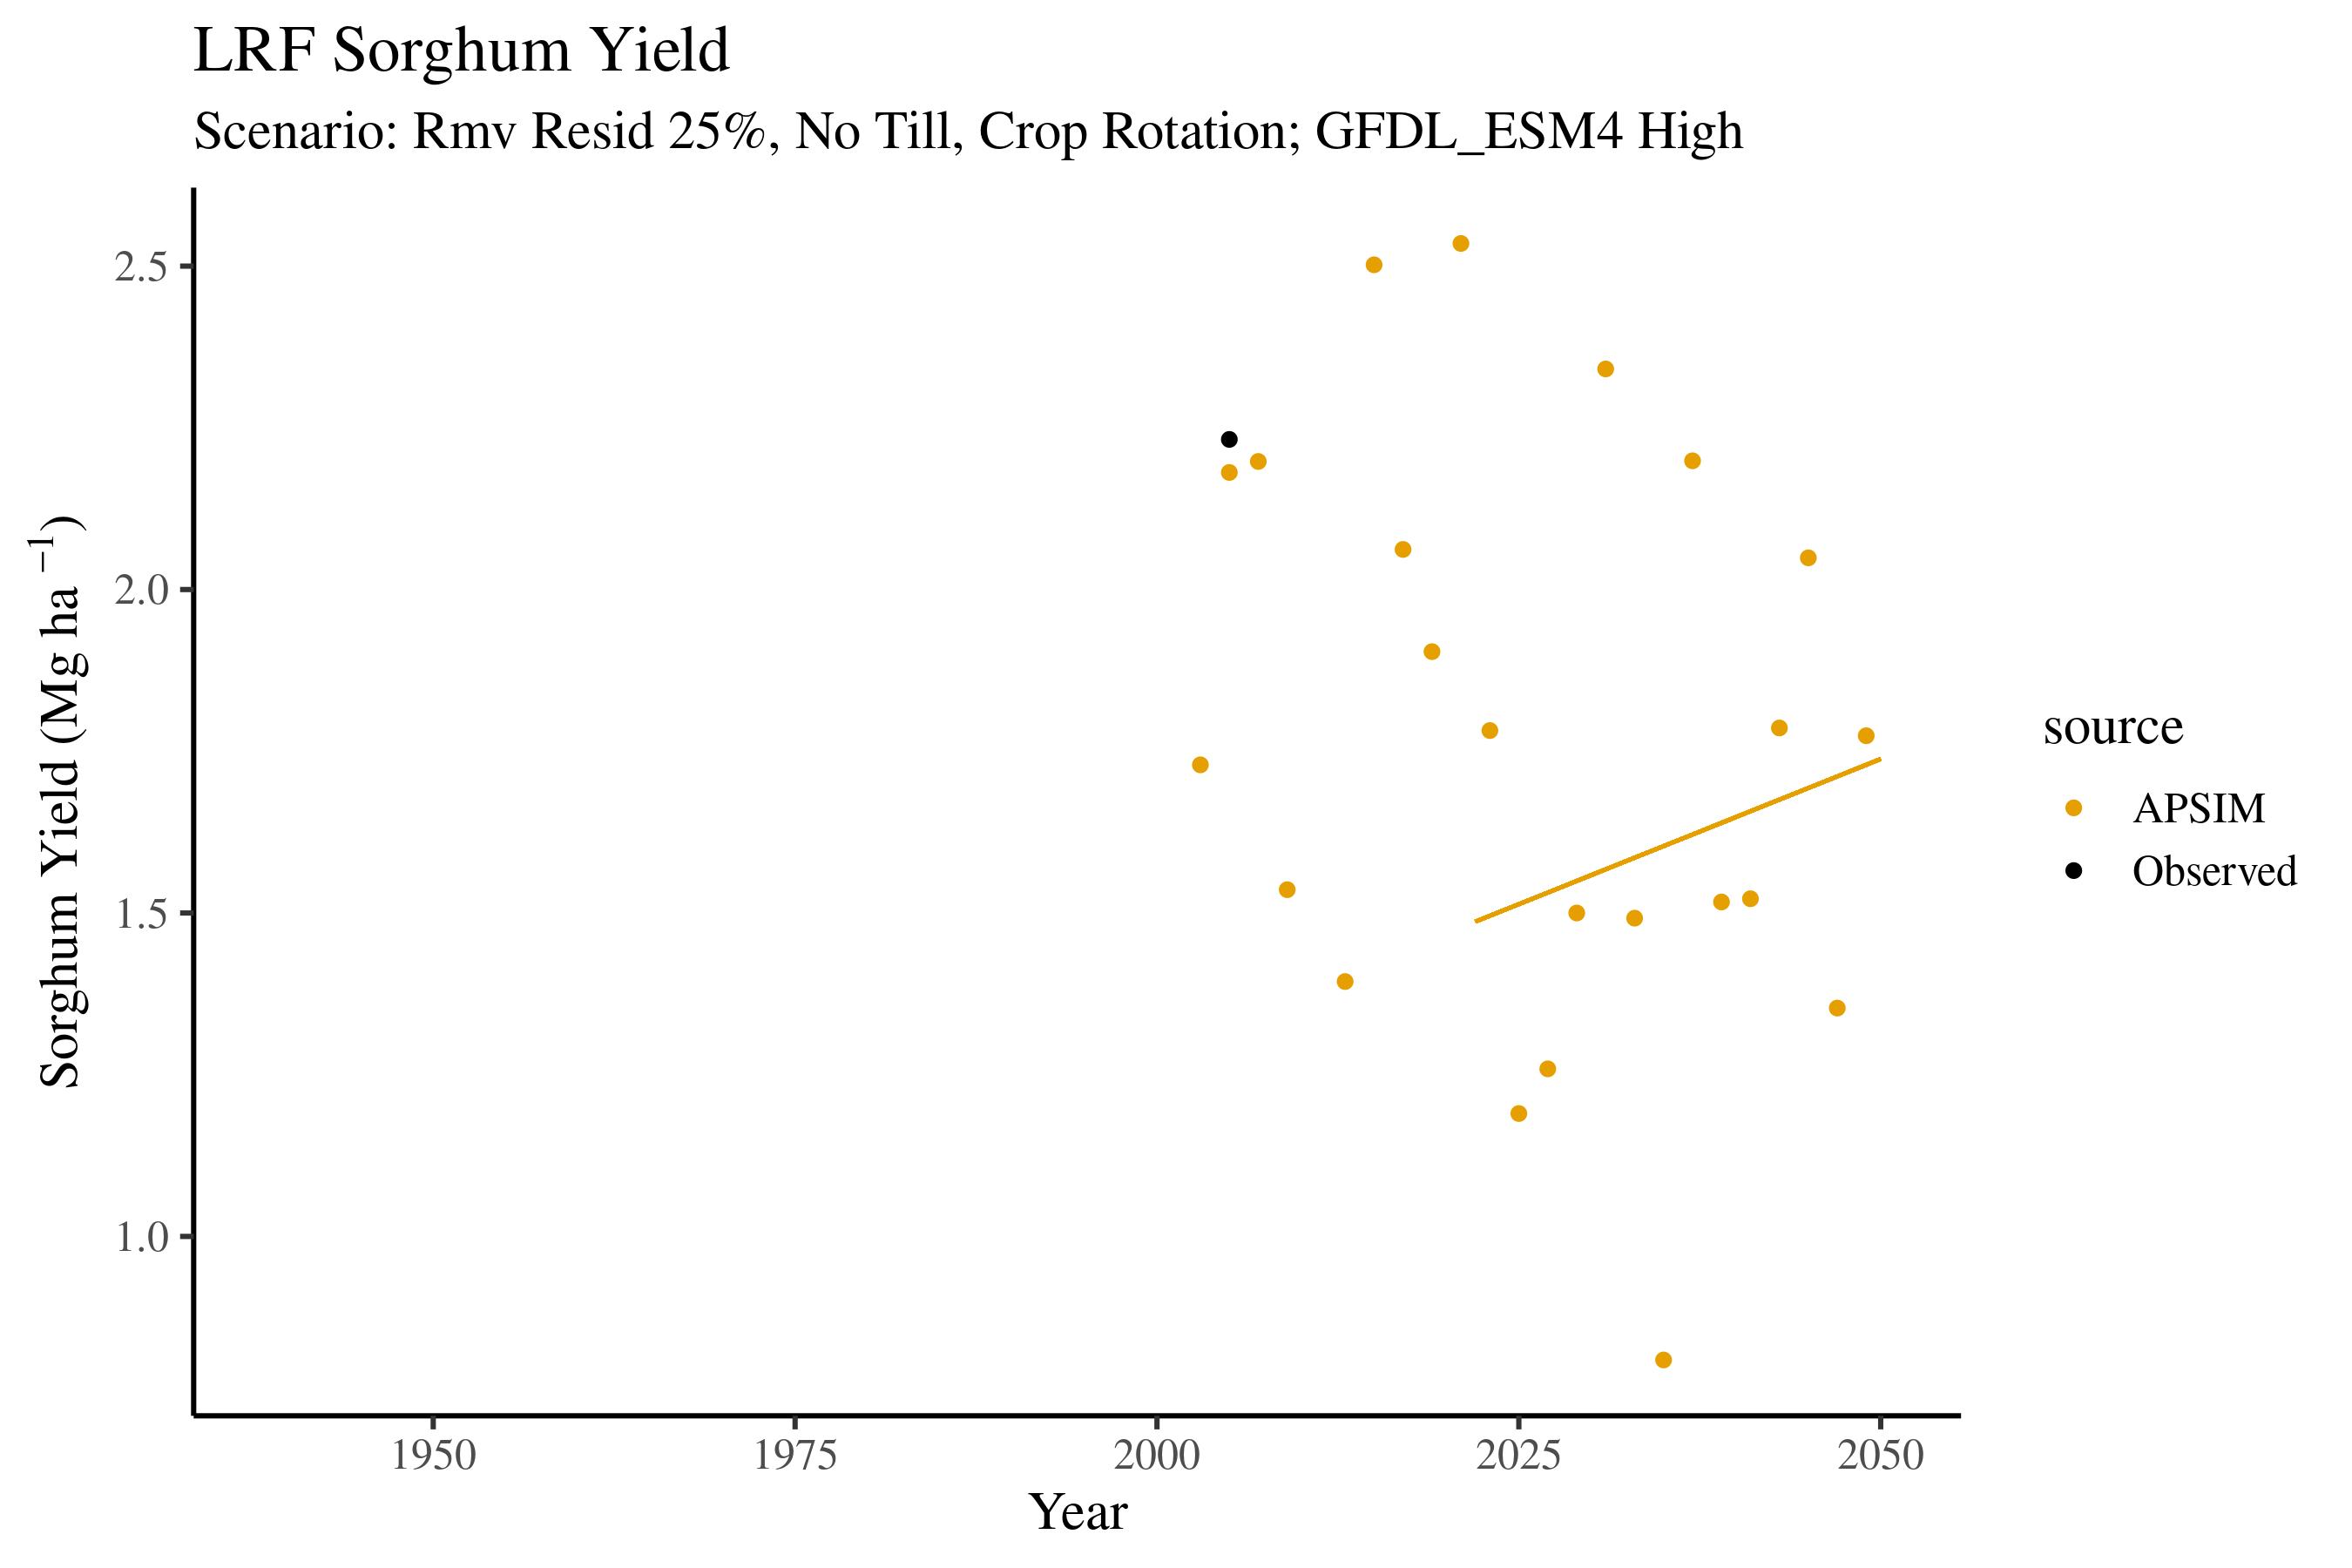 LRF Sorghum Yield
Scenario: Rmv Resid 25%, No Till, Crop Rotation; GFDL_ESM4 High
Sorghum Yield (Mg ha −1)
2.5
2.0
1.5
1.0
1950 1975 2000 2025 2050
Year
source
APSIM
Observed